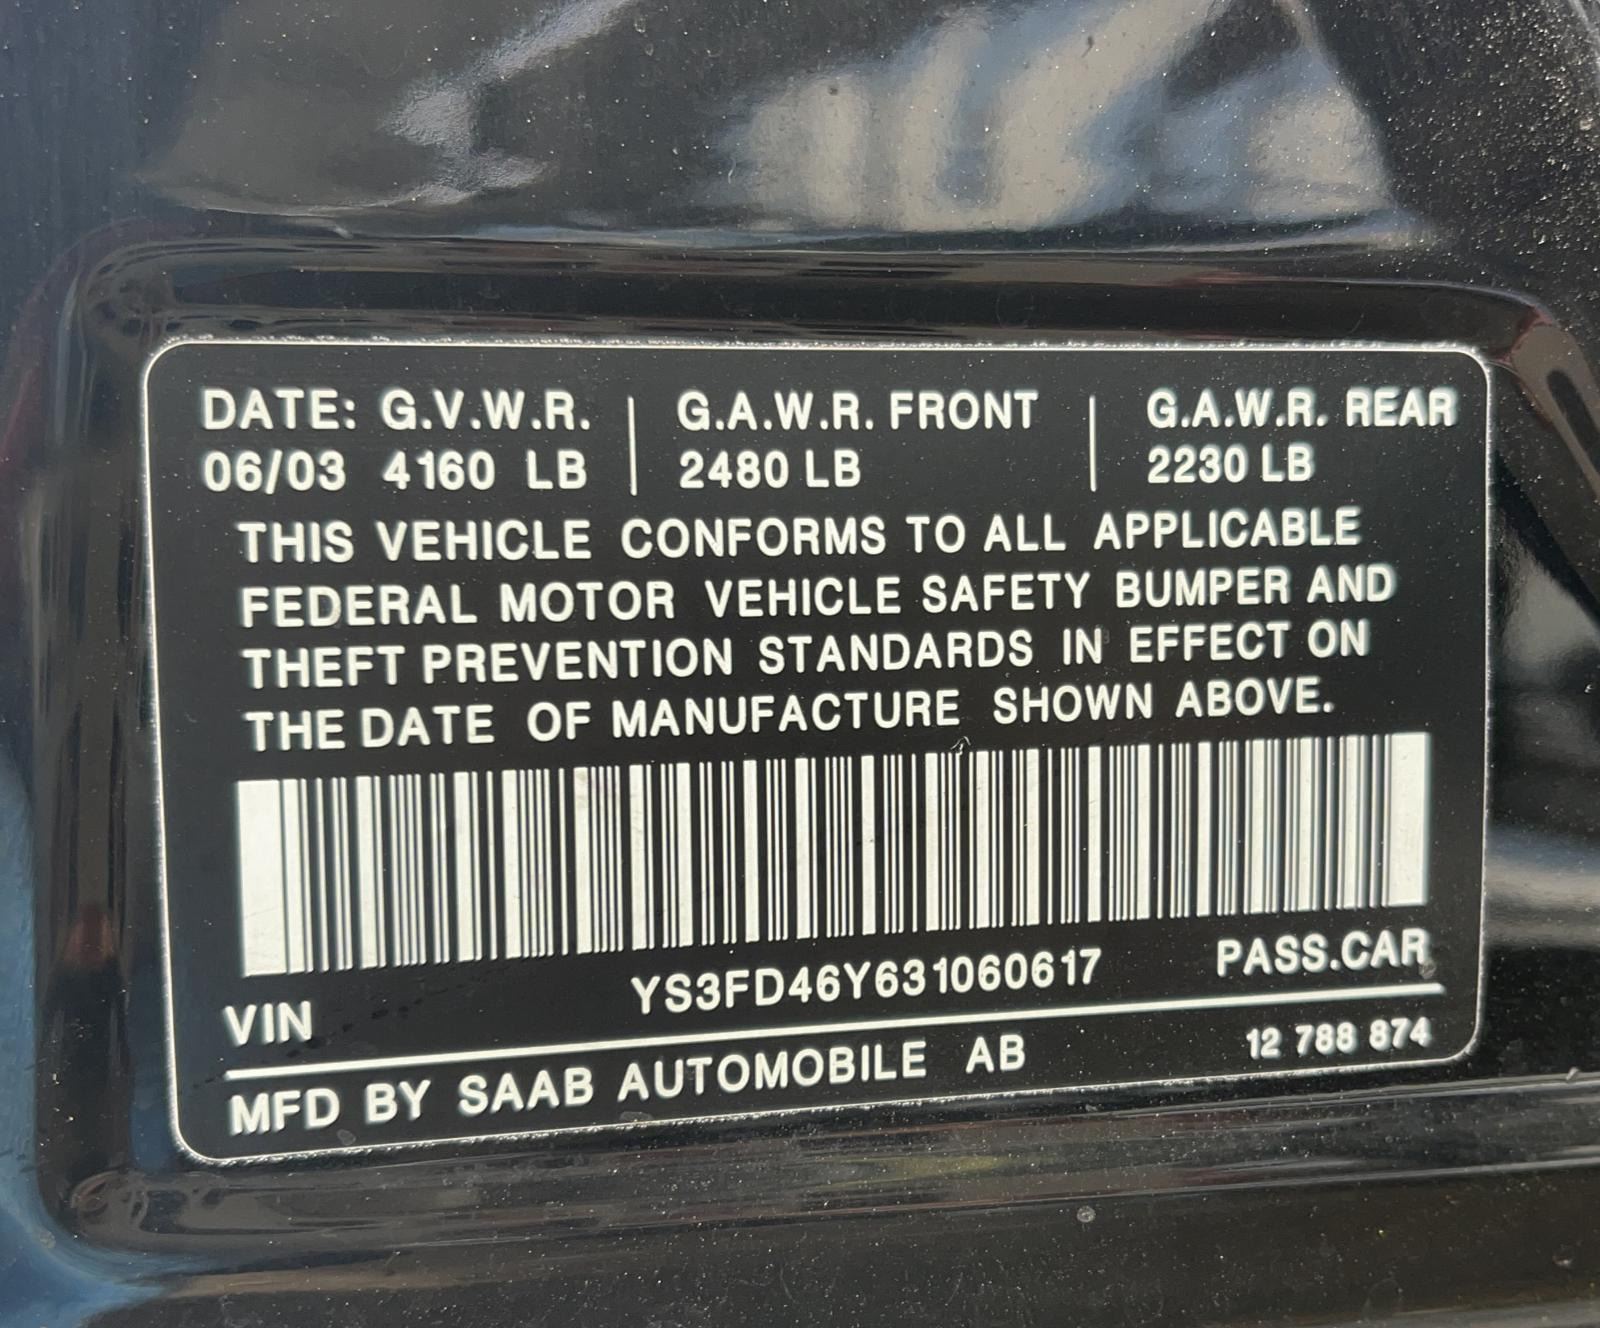 DATE: G.V.W.R. | G.A.W.R. FRONT | G.A.W.R. REAR
06/03 4160 LB | 2480 LB | 2230 LB
THIS VEHICLE CONFORMS TO ALL APPLICABLE
FEDERAL MOTOR VEHICLE SAFETY BUMPER AND
THEFT PREVENTION STANDARDS IN EFFECT ON
THE DATE OF MANUFACTURE SHOWN ABOVE.
VIN YS3FD46Y631060617 PASS.CAR
MFD BY SAAB AUTOMOBILE AB 12 788 874